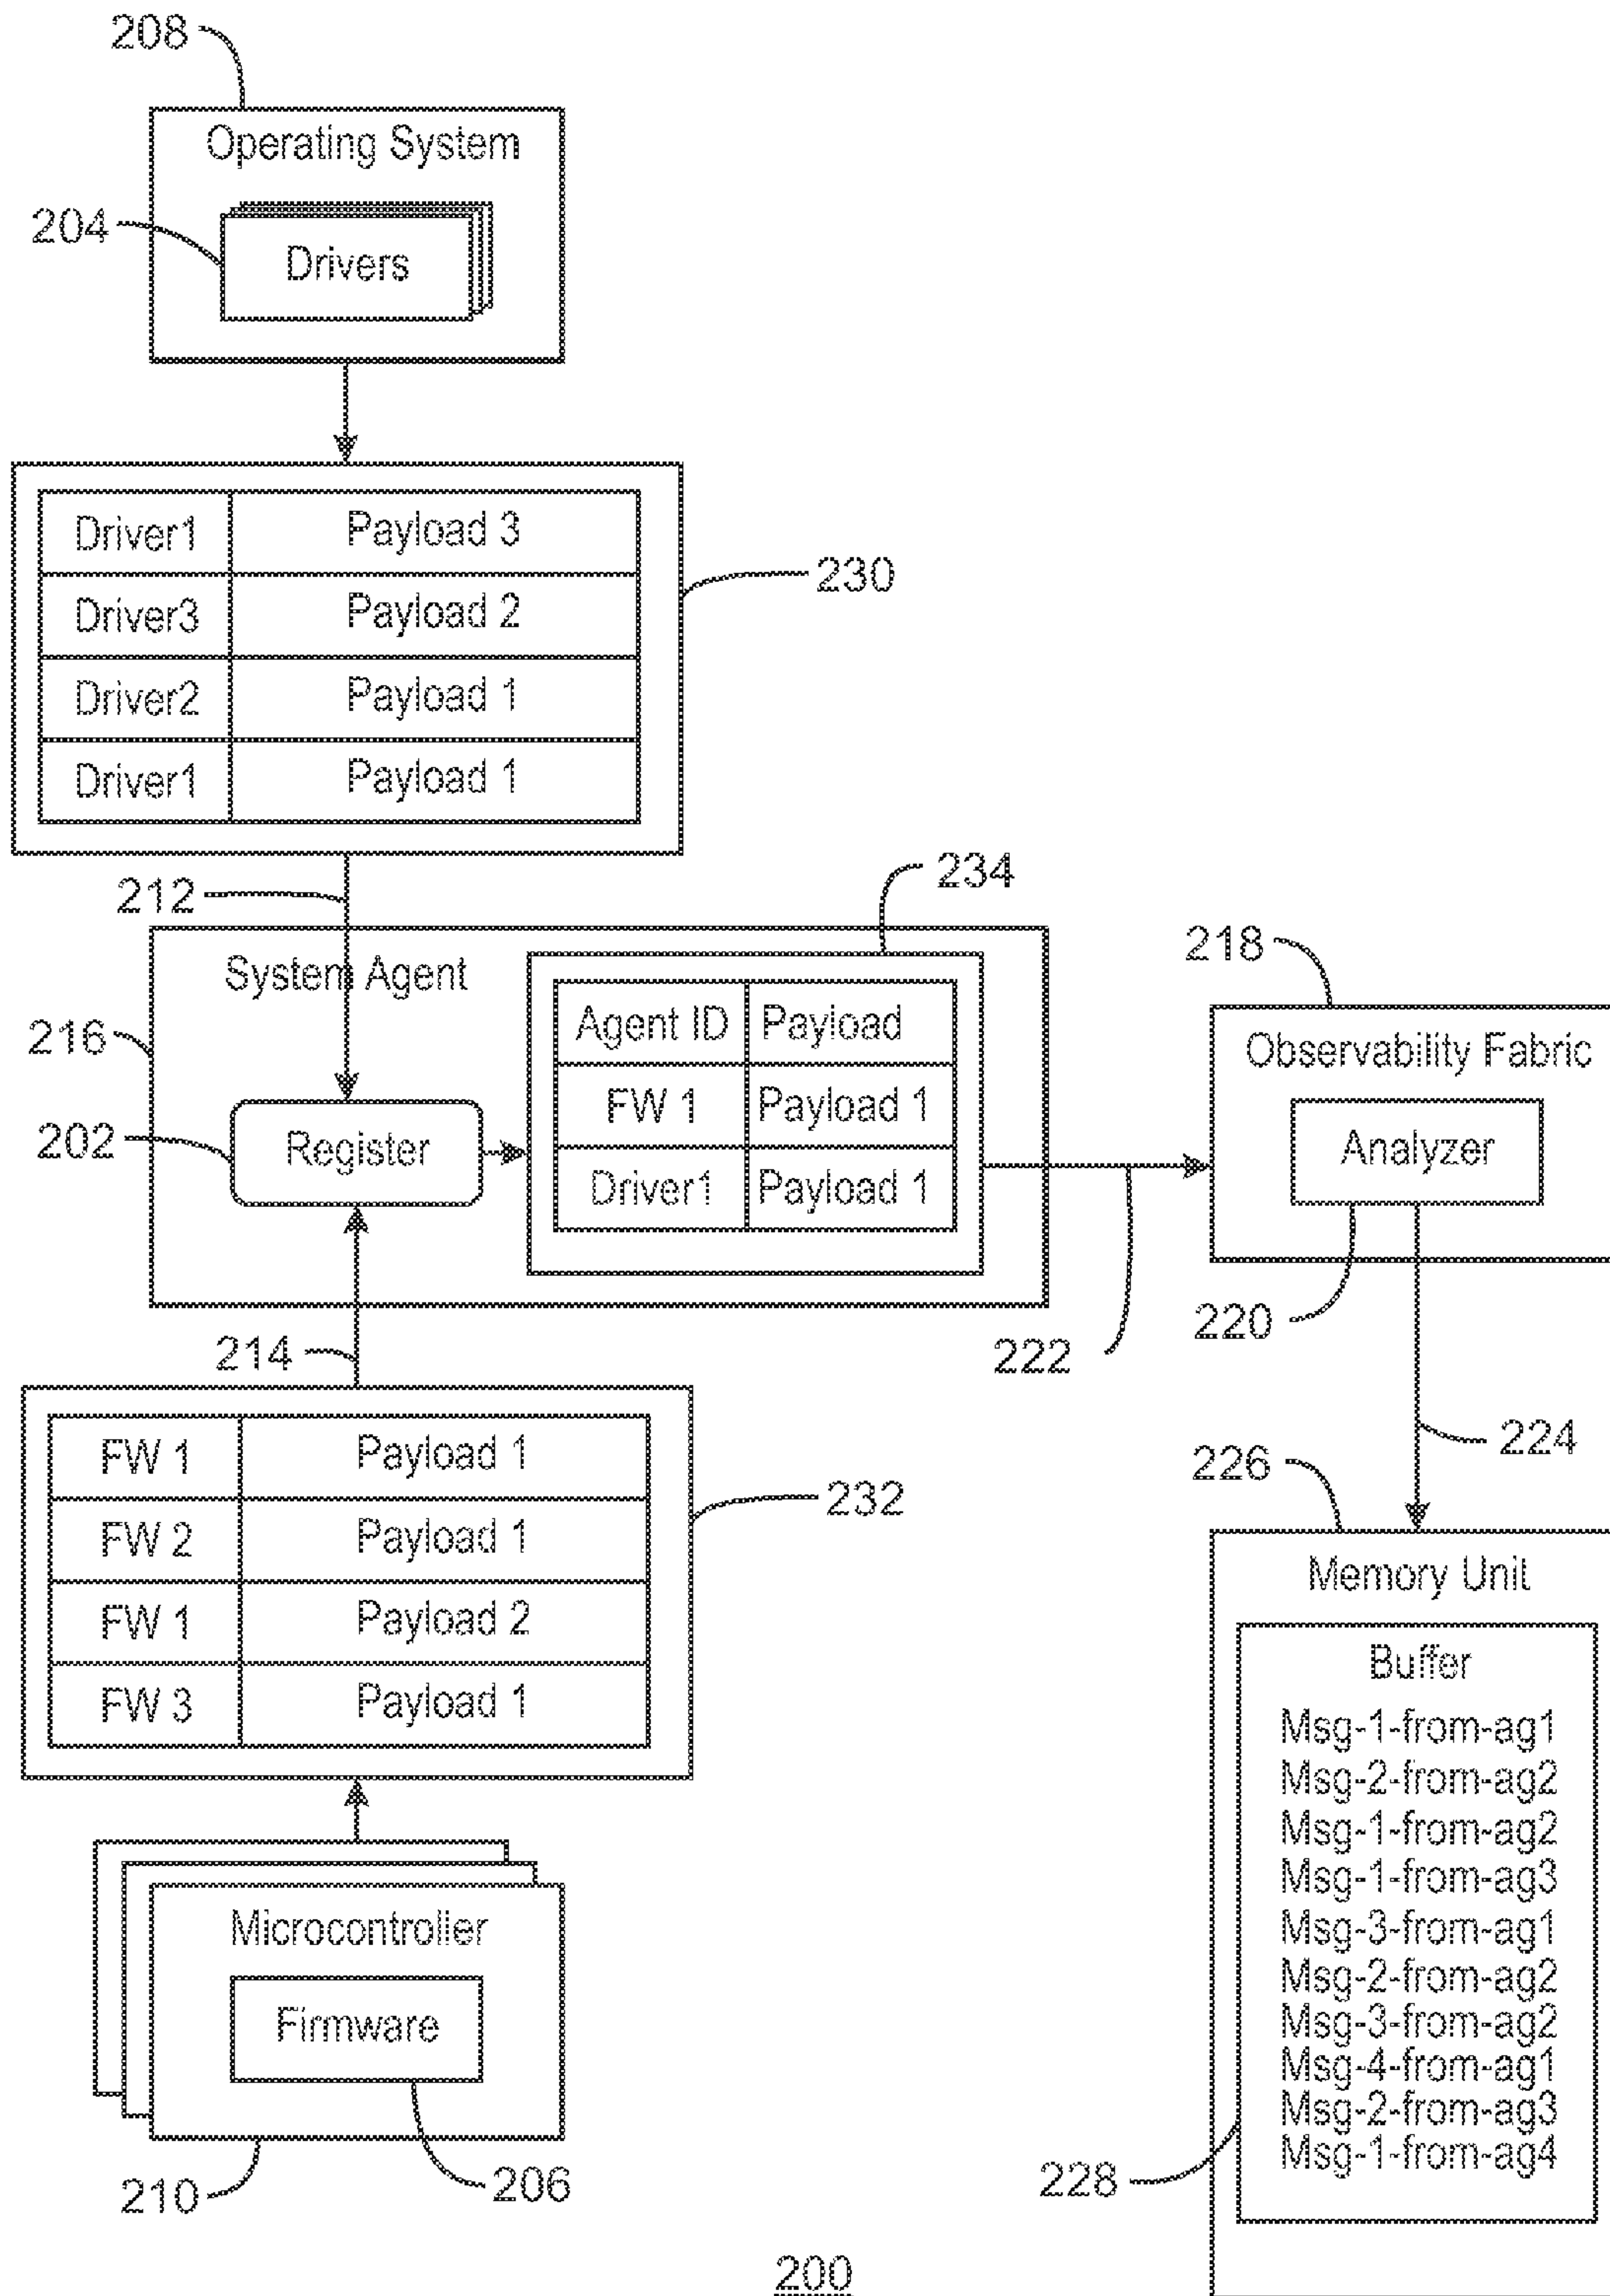 208
Operating System
204
Drivers
Driver1 Payload 3
230
Driver3 Payload 2
Driver2 Payload 1
Driver1 Payload 1
212
234
218
System Agent
216
Agent ID Payload
Observability Fabric
FW 1 Payload 1
202
Register
Analyzer
Driver1 Payload 1
220
214
222
FW 1 Payload 1
224
226
232
FW 2 Payload 1
Memory Unit
FW 1 Payload 2
Buffer
FW 3 Payload 1
Msg-1-from-ag1
Msg-2-from-ag2
Msg-1-from-ag2
Msg-1-from-ag3
Microcontroller
Msg-3-from-ag1
Msg-2-from-ag2
Firmware
Msg-3-from-ag2
Msg-4-from-ag1
Msg-2-from-ag3
Msg-1-from-ag4
210
206
228
200